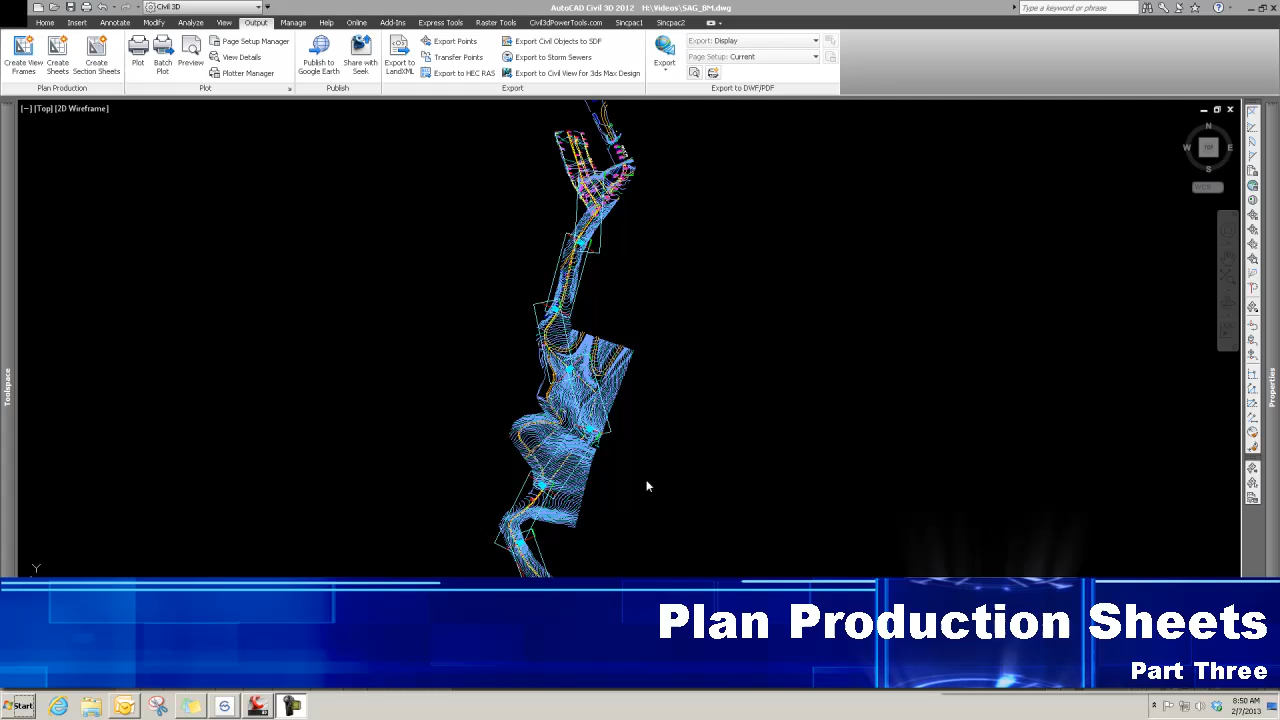 Civil 3D
AutoCAD Civil 3D 2012 H:\Videos\SAG_BM.dwg
Type a keyword or phrase
Home Insert Annotate Modify Analyze View Output Manage Help Online Add-Ins Express Tools Raster Tools Civil3dPowerTools.com Sincpac1 Sincpac2
Create View Frames
Create Sheets
Create Section Sheets
Plan Production
Plot
Batch Plot
Preview
Page Setup Manager
View Details
Plotter Manager
Plot
Publish to Google Earth
Share with Seek
Publish
Export to LandXML
Export Points
Transfer Points
Export to HEC RAS
Export Civil Objects to SDF
Export to Storm Sewers
Export to Civil View for 3ds Max Design
Export
Export
Export: Display
Page Setup: Current
Export to DWF/PDF
[−] [Top] [2D Wireframe]
N
W TOP E
S
WCS
Toolspace
Properties
Y
Plan Production Sheets
Part Three
Start
8:50 AM
2/7/2013